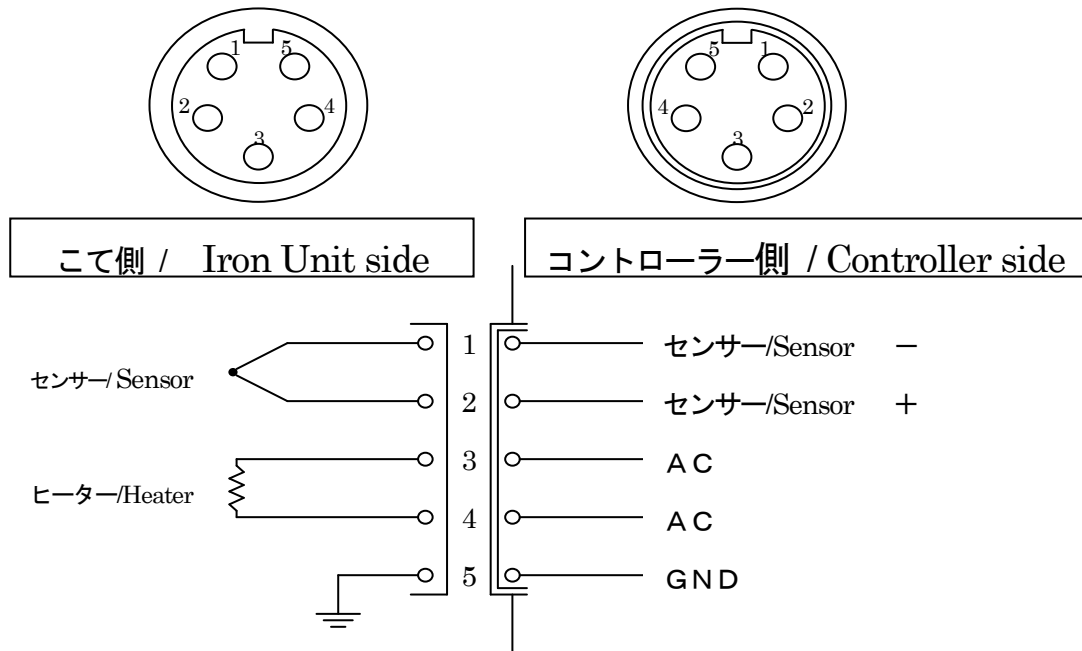 1 5
2 4
3
5 1
4 2
3
こて側 / Iron Unit side
コントローラー側 / Controller side
1 センサー/Sensor －
センサー/ Sensor
2 センサー/Sensor ＋
3 ＡＣ
ヒーター/Heater
4 ＡＣ
5 ＧＮＤ